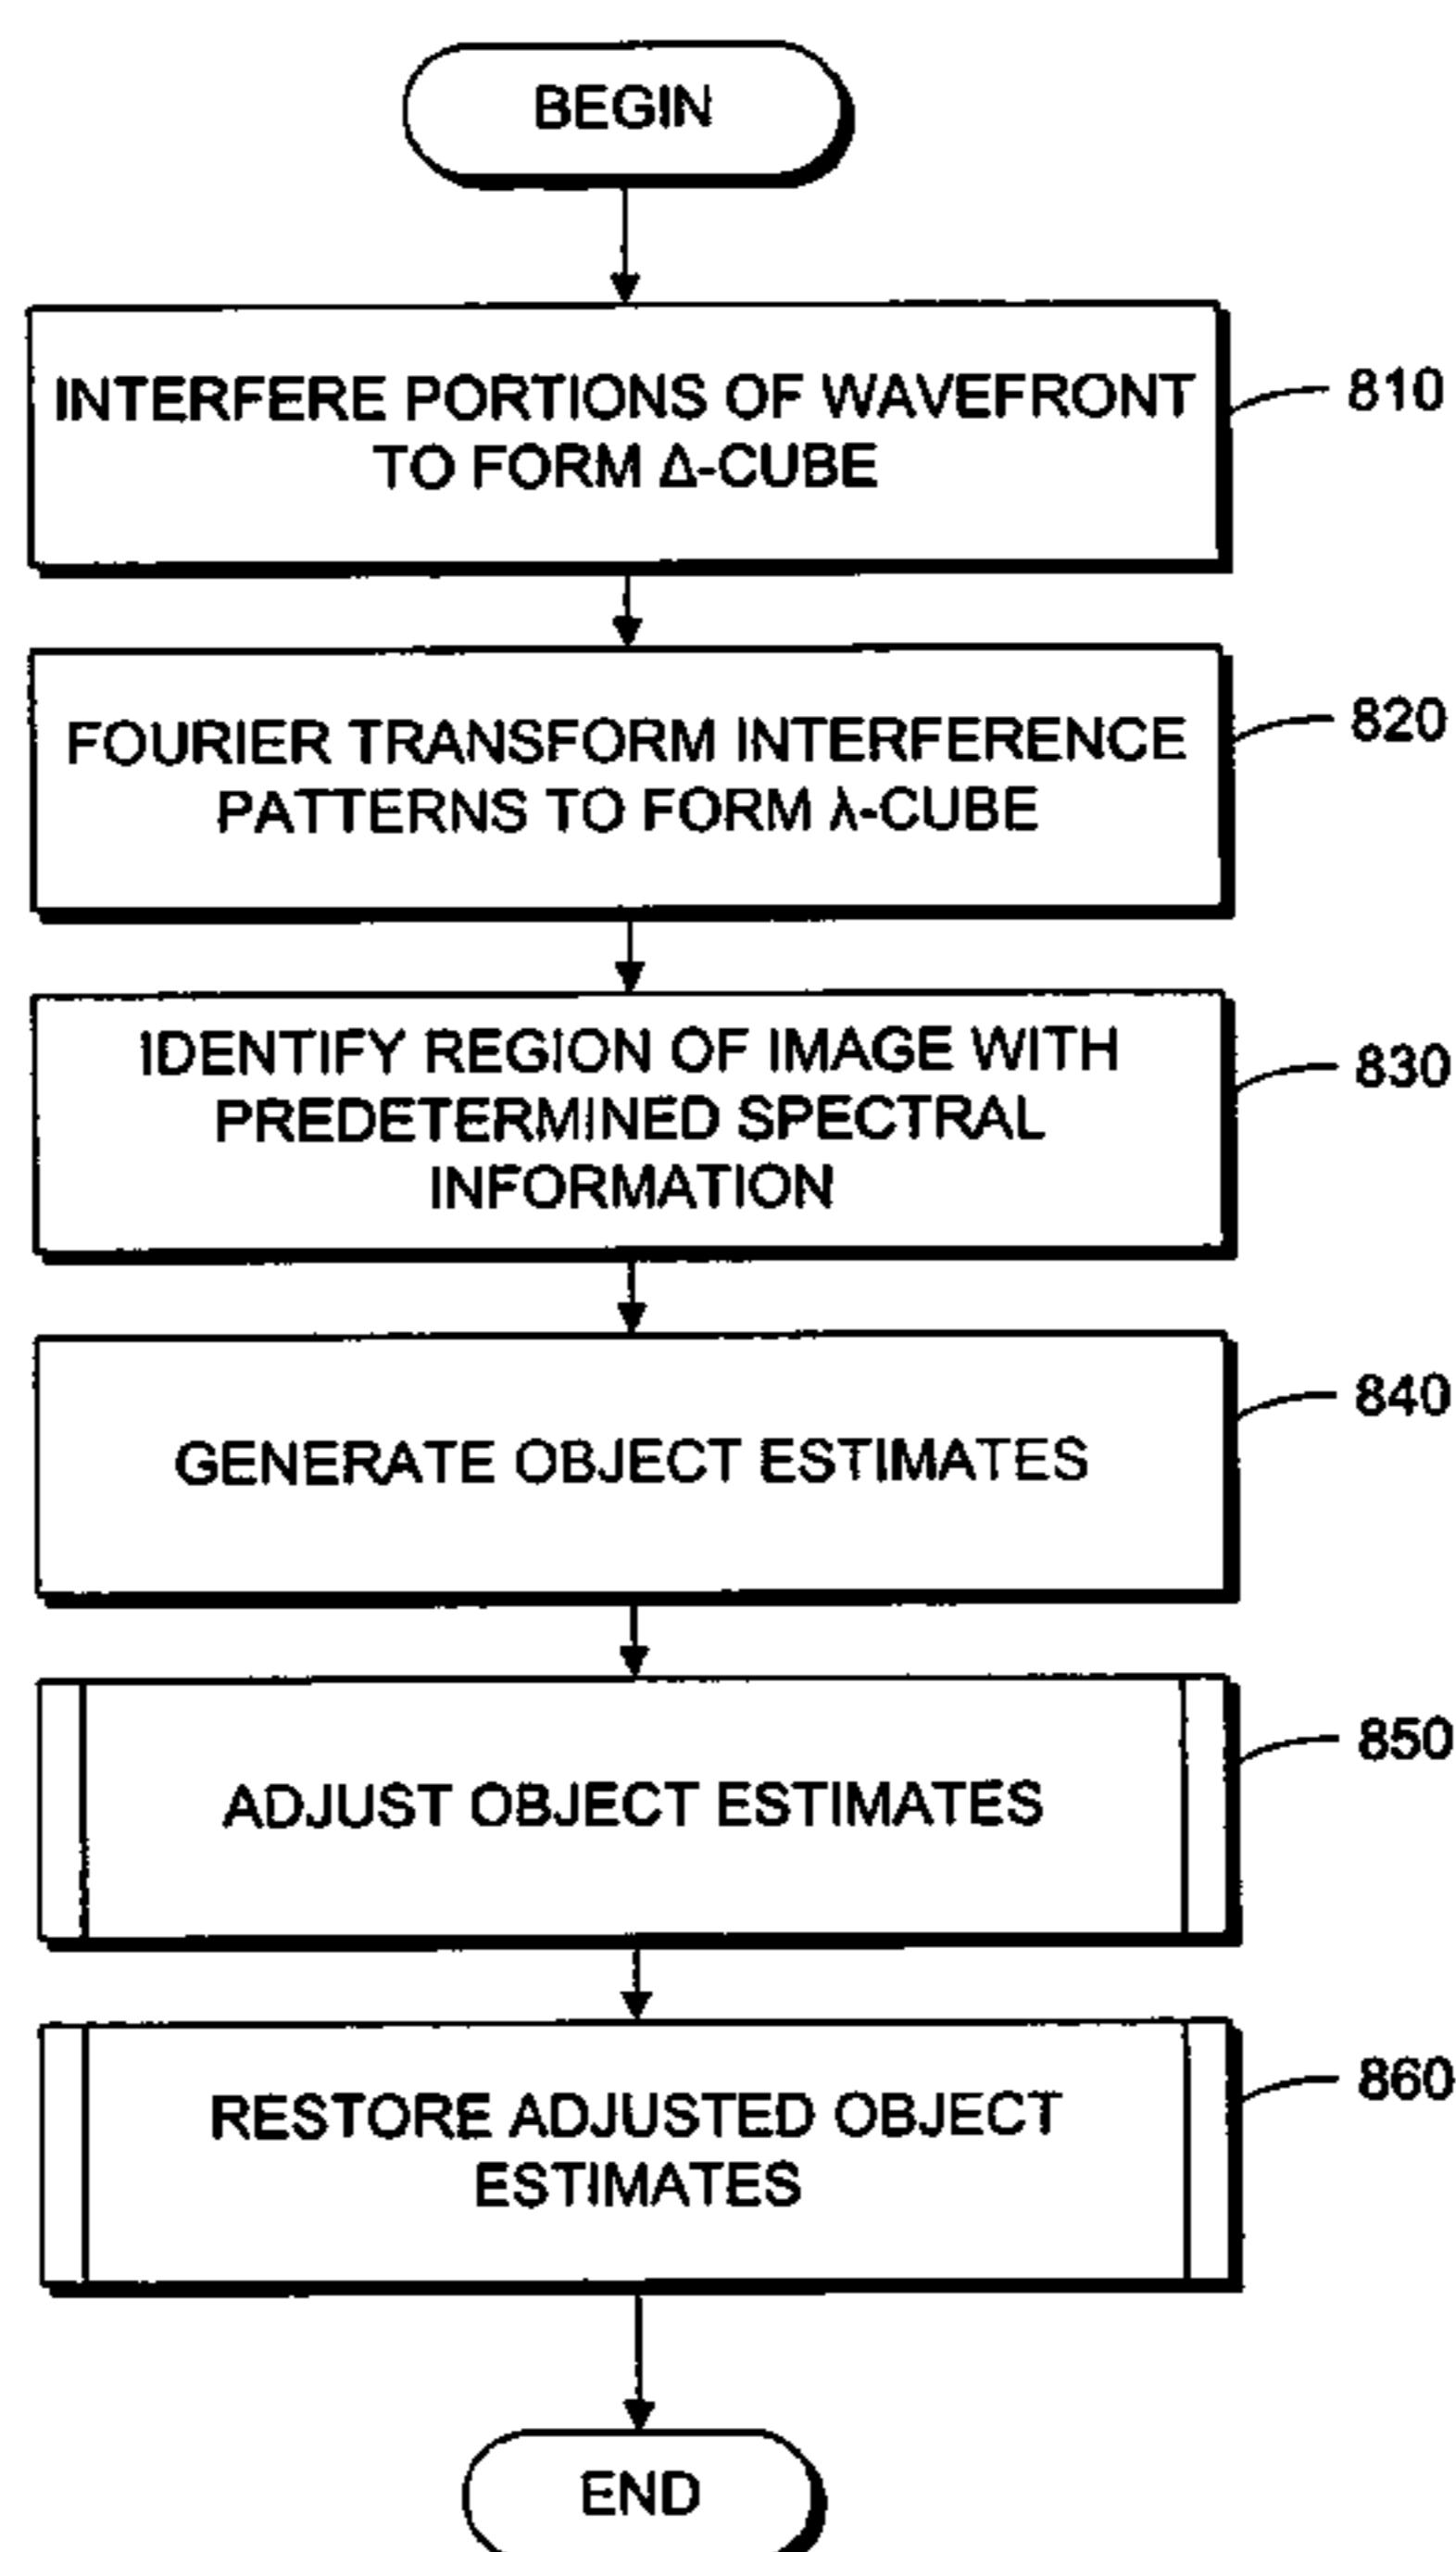 BEGIN
INTERFERE PORTIONS OF WAVEFRONT
TO FORM Δ-CUBE
810
FOURIER TRANSFORM INTERFERENCE
PATTERNS TO FORM λ-CUBE
820
IDENTIFY REGION OF IMAGE WITH
PREDETERMINED SPECTRAL
INFORMATION
830
GENERATE OBJECT ESTIMATES
840
ADJUST OBJECT ESTIMATES
850
RESTORE ADJUSTED OBJECT
ESTIMATES
860
END